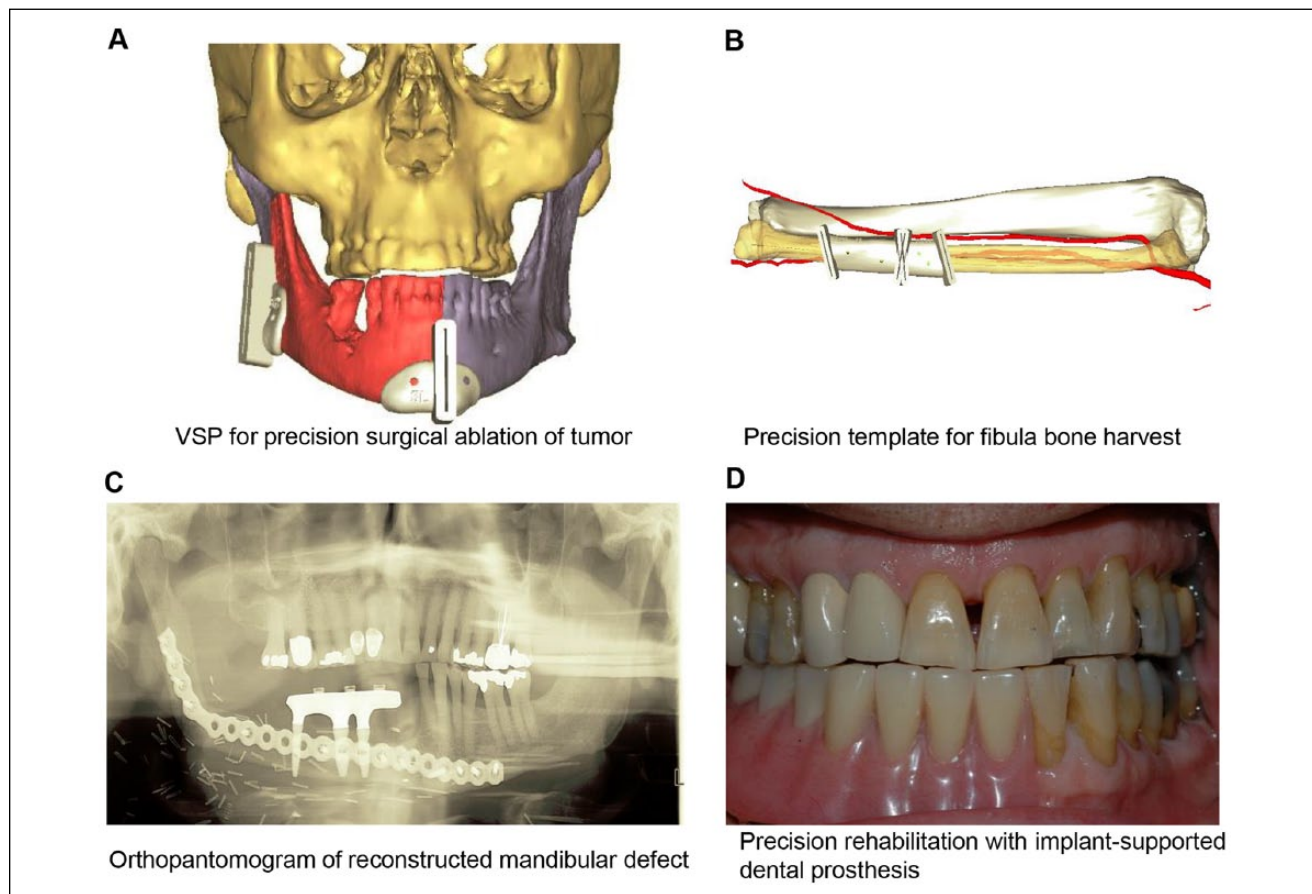 A
B
VSP for precision surgical ablation of tumor
Precision template for fibula bone harvest
C
D
L
Orthopantomogram of reconstructed mandibular defect
Precision rehabilitation with implant-supported
dental prosthesis